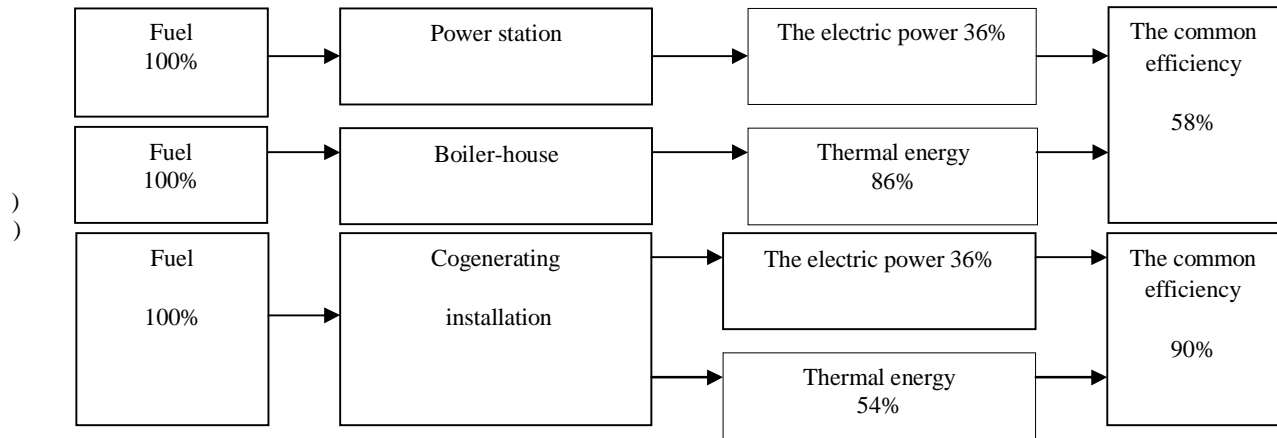 Fuel
100%
Power station
The electric power 36%
The common
efficiency
58%
Fuel
100%
Boiler-house
Thermal energy
86%
)
)
Fuel
100%
Cogenerating
installation
The electric power 36%
Thermal energy
54%
The common
efficiency
90%